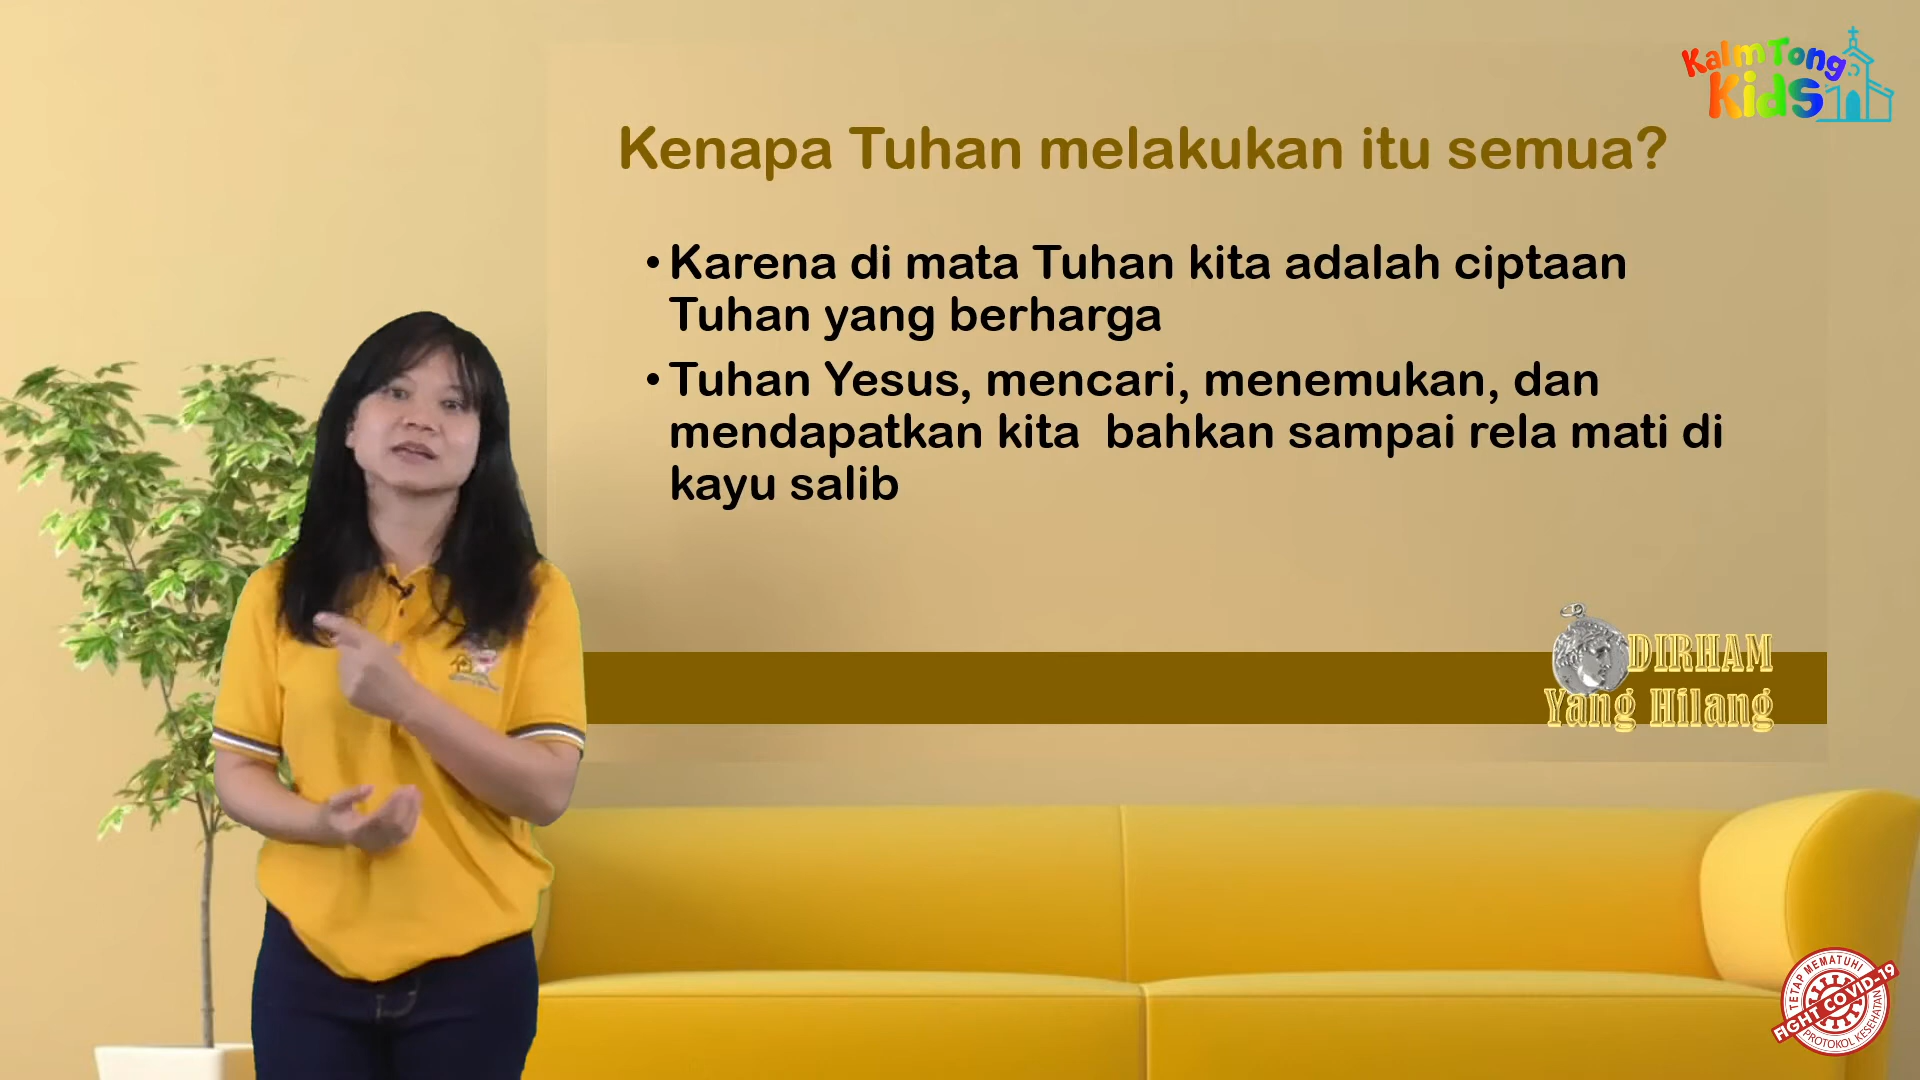 KalmTong
Kids
Kenapa Tuhan melakukan itu semua?
• Karena di mata Tuhan kita adalah ciptaan
Tuhan yang berharga
• Tuhan Yesus, mencari, menemukan, dan
mendapatkan kita  bahkan sampai rela mati di
kayu salib
DIRHAM
Yang Hilang
TETAP MEMATUHI
FIGHT COVID-19
PROTOKOL KESEHATAN